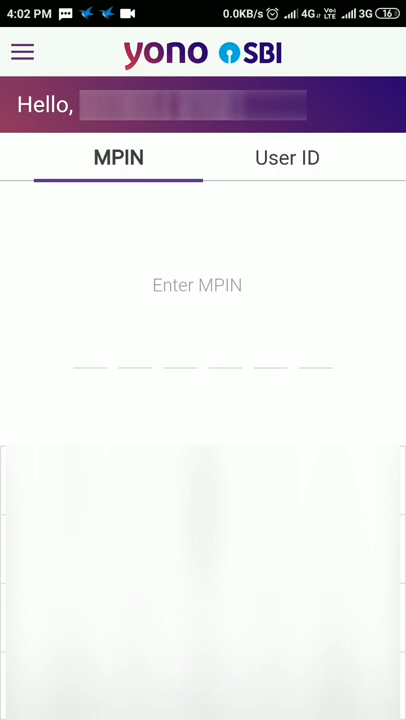 4:02 PM 0.0KB/s 4G Vo) LTE 3G 16
yono SBI
Hello,
MPIN User ID
Enter MPIN